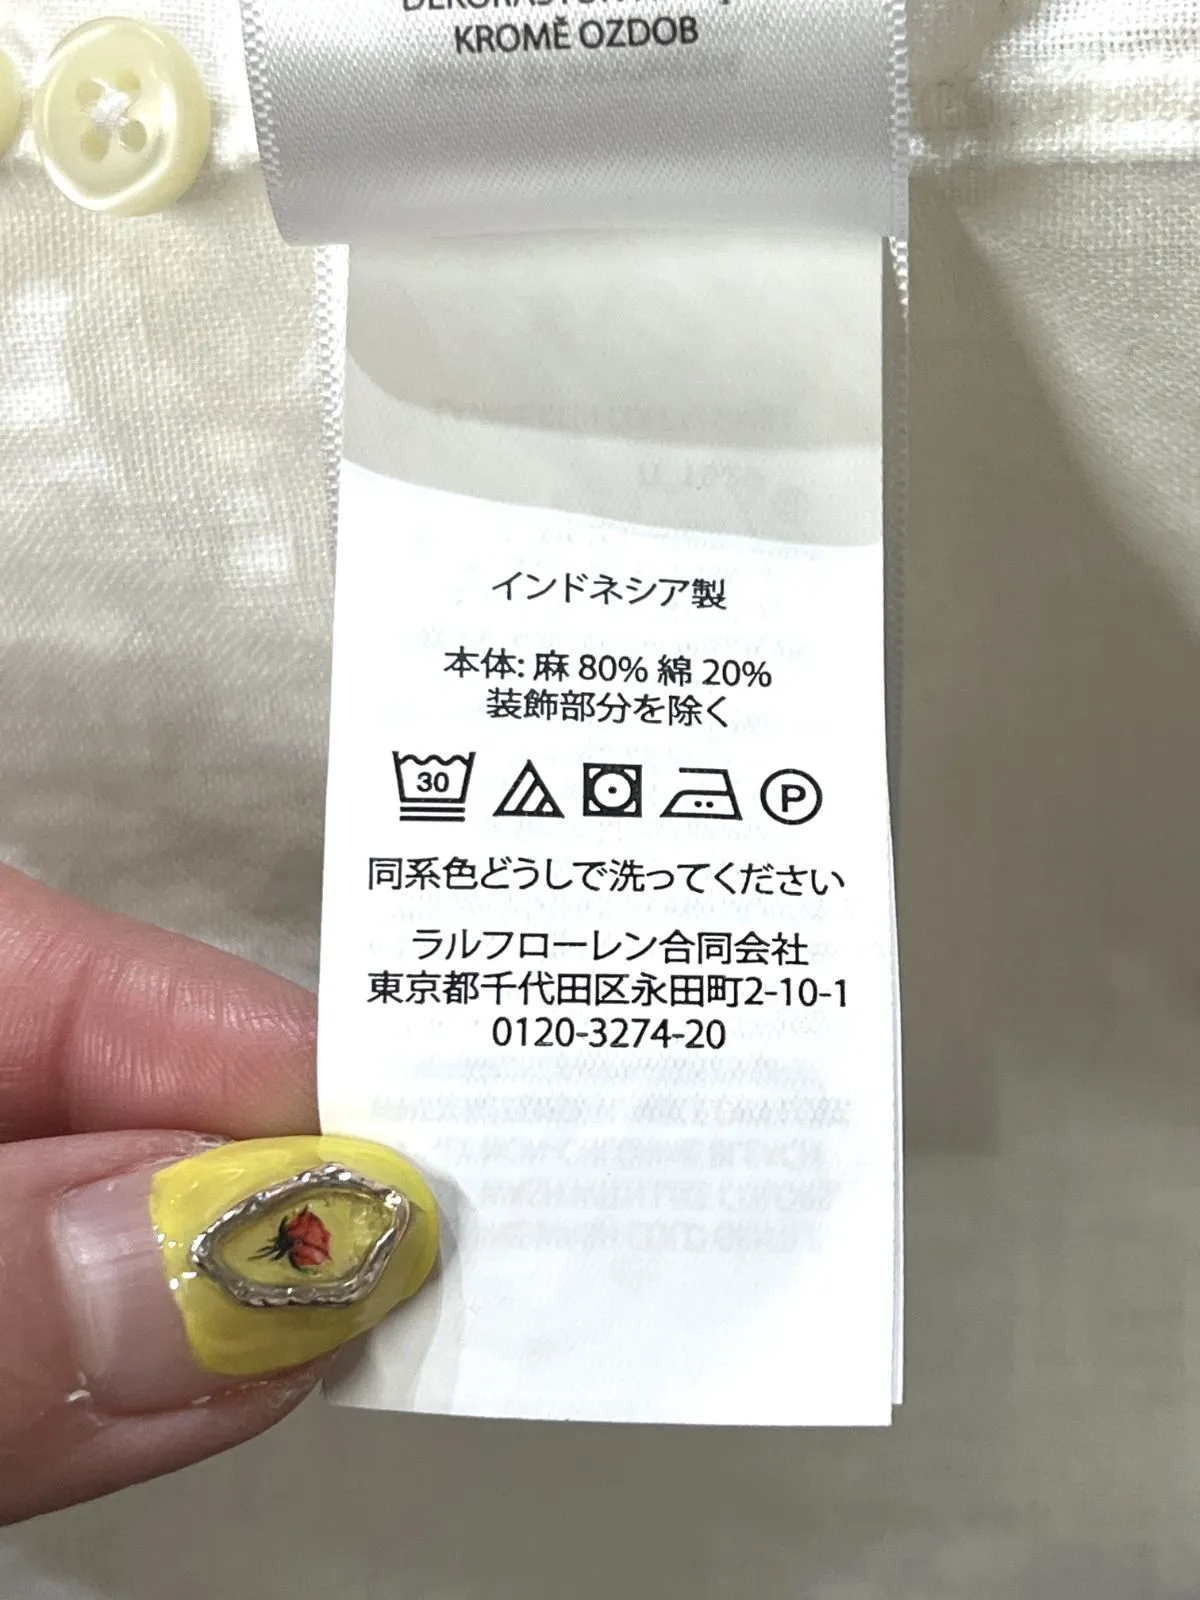 KROMĚ OZDOB
インドネシア製
本体: 麻 80% 綿 20%
装飾部分を除く
30
P
同系色どうしで洗ってください
ラルフローレン合同会社
東京都千代田区永田町2-10-1
0120-3274-20